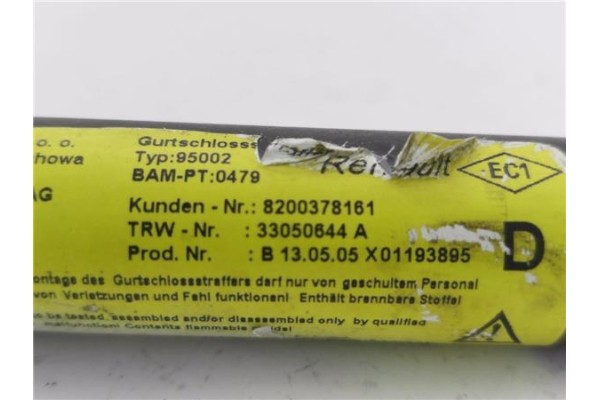 o. o. Gurtschlosss
howa Typ:95002 Renault EC1
AG BAM-PT:0479
Kunden - Nr.: 8200378161
TRW - Nr. : 33050644 A D
Prod. Nr. : B 13.05.05 X01193895
ontage des Gurtschlossstraffers darf nur von geschultem Personal
von Verletzungen und Fehl funktionen! Enthält brennbare Stoffe!
be tested, assembled and/or disassembled only by qualified
malfunction! Contents flammable